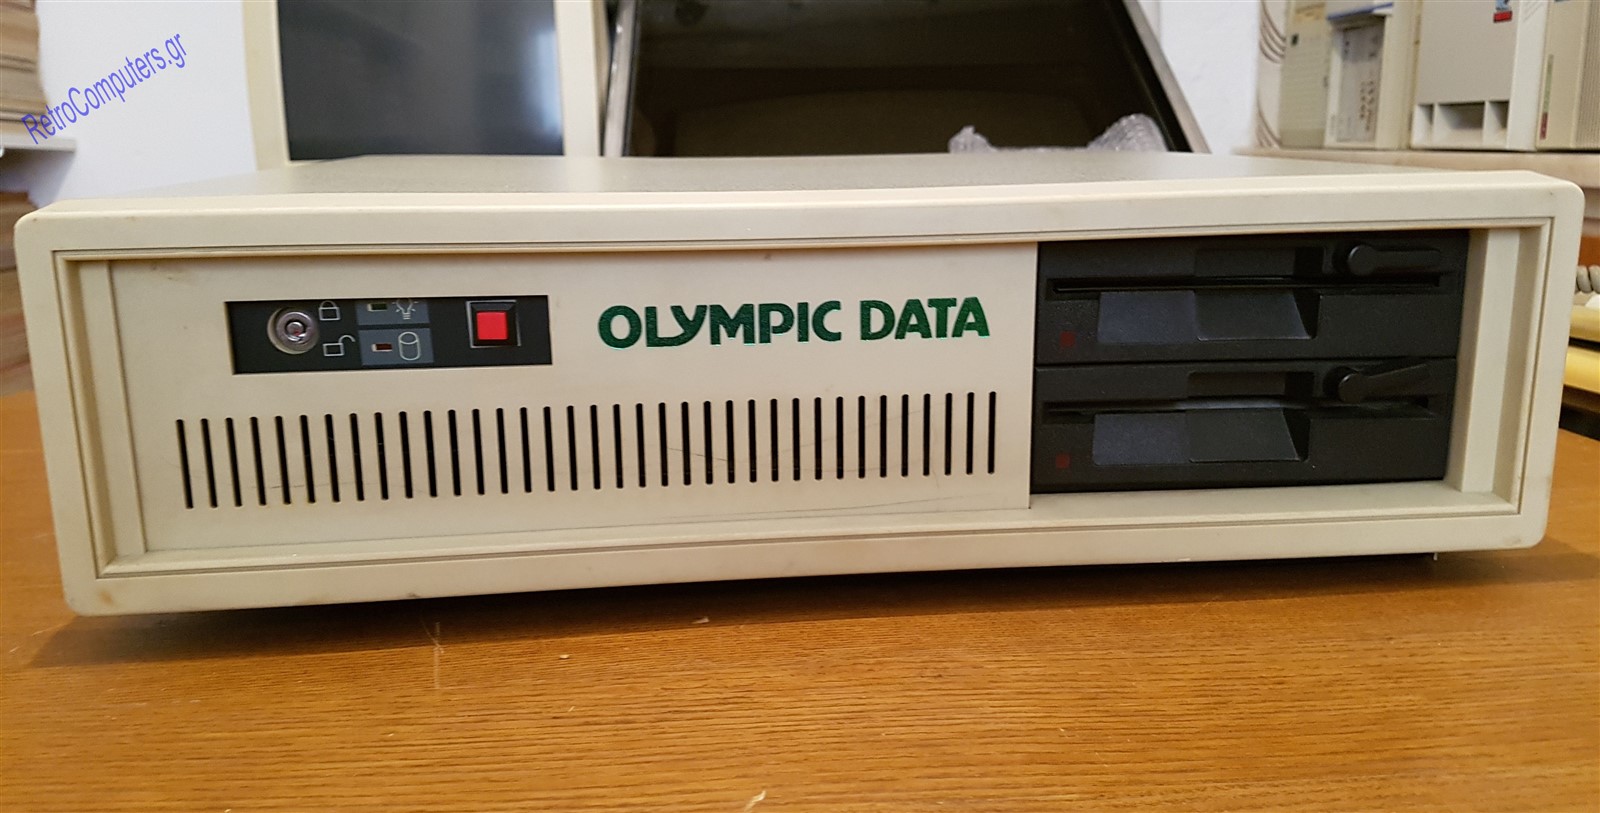 RetroComputers.gr
OLYMPIC DATA